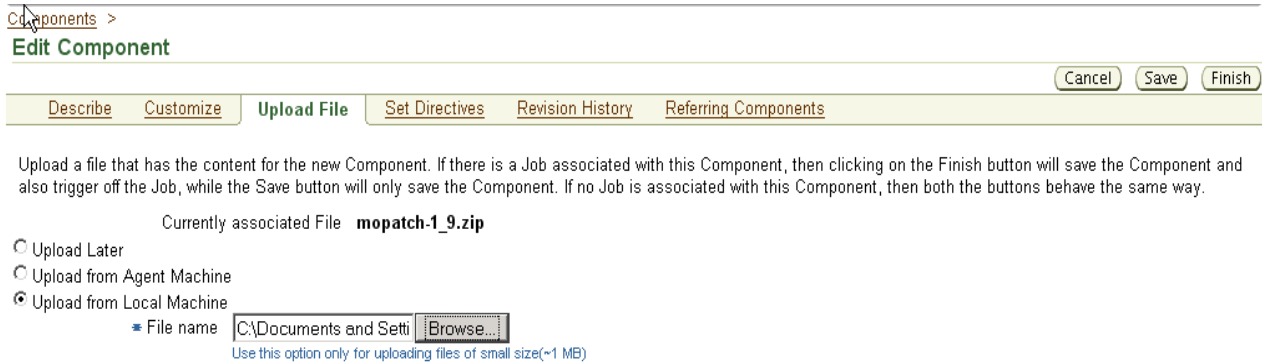 Components >
Edit Component
Cancel Save Finish
Describe Customize Upload File Set Directives Revision History Referring Components
Upload a file that has the content for the new Component. If there is a Job associated with this Component, then clicking on the Finish button will save the Component and
also trigger off the Job, while the Save button will only save the Component. If no Job is associated with this Component, then both the buttons behave the same way.
Currently associated File mopatch-1_9.zip
Upload Later
Upload from Agent Machine
Upload from Local Machine
* File name C:\Documents and Setti Browse...
Use this option only for uploading files of small size(~1 MB)